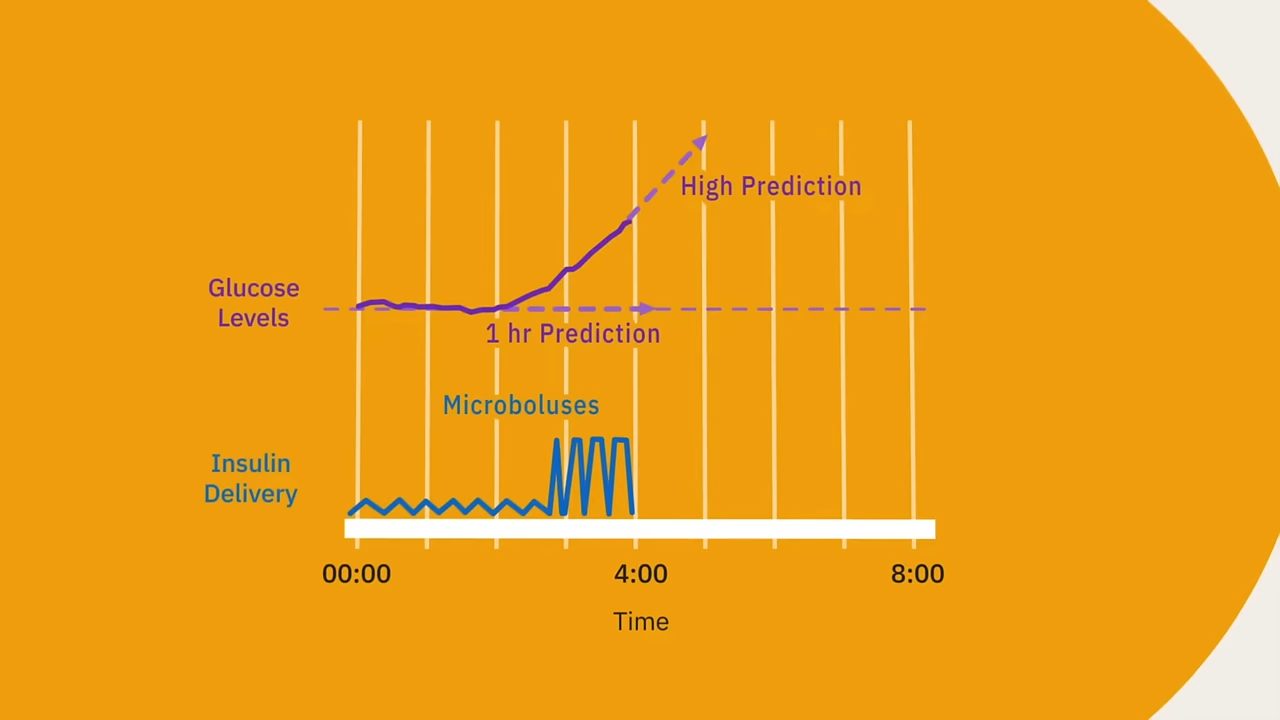 High Prediction
Glucose
Levels
1 hr Prediction
Microboluses
Insulin
Delivery
00:00
4:00
8:00
Time